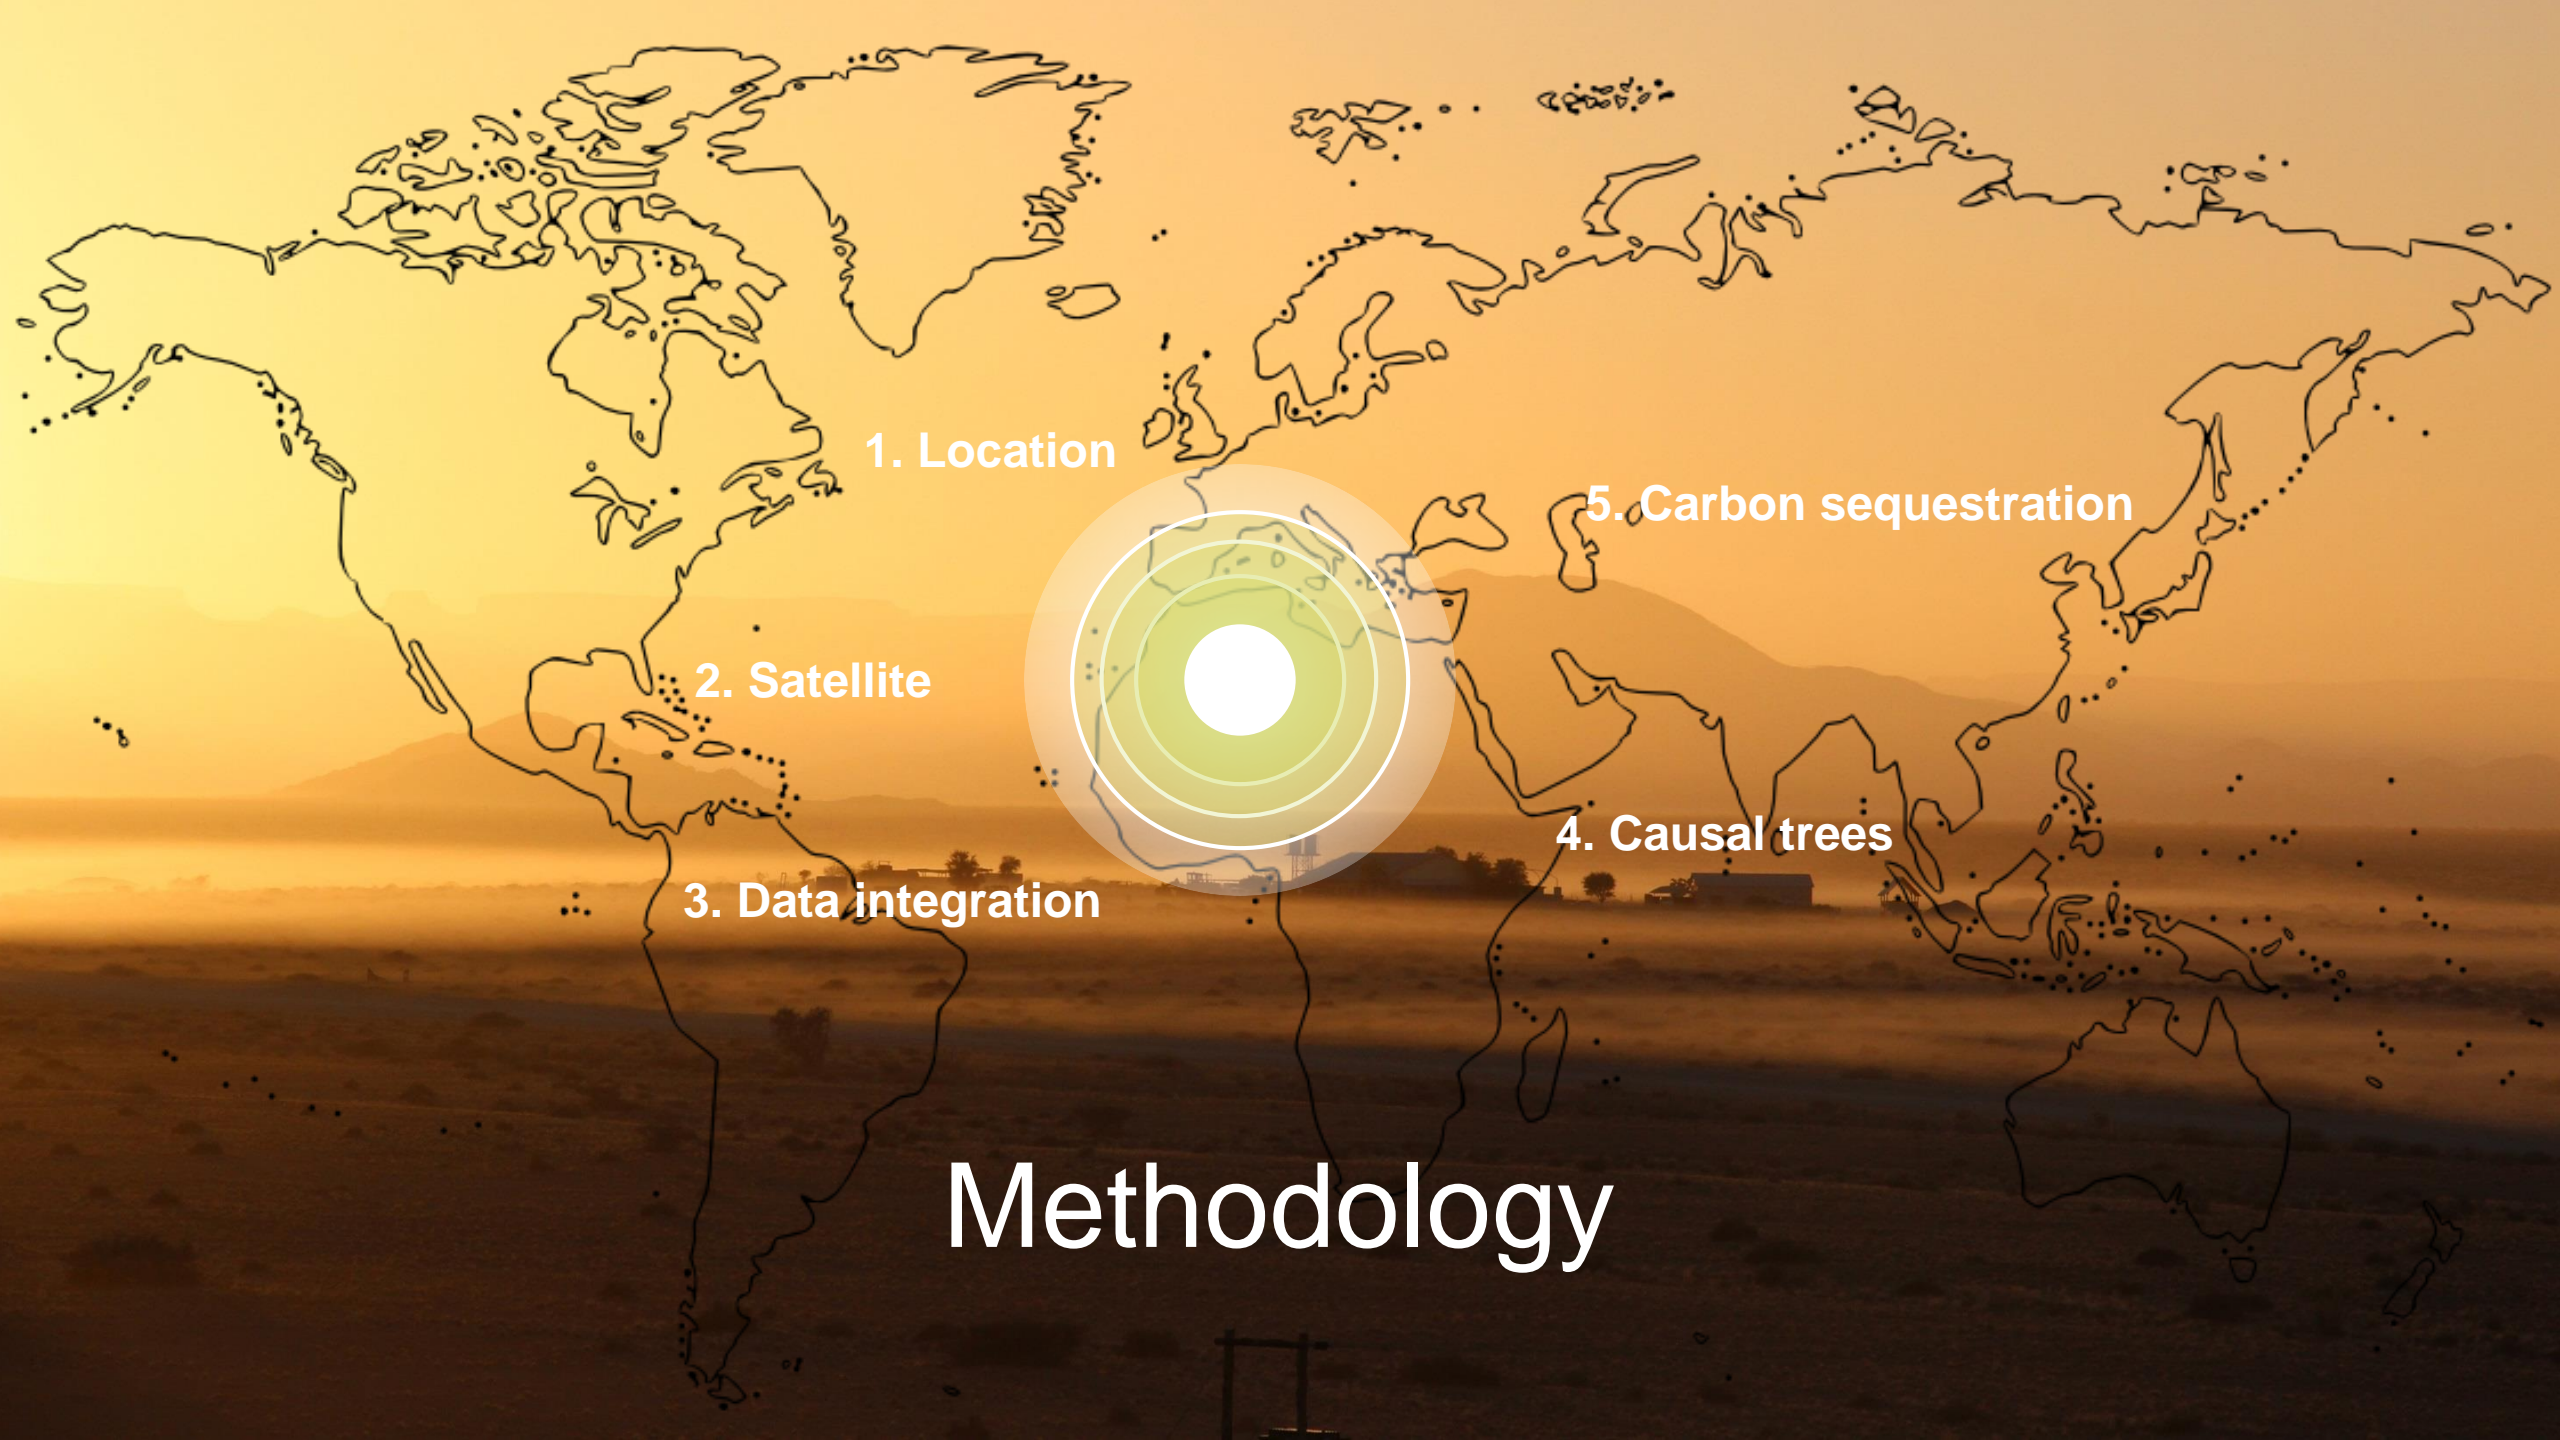 1. Location
2. Satellite
3. Data integration
4. Causal trees
5. Carbon sequestration
Methodology